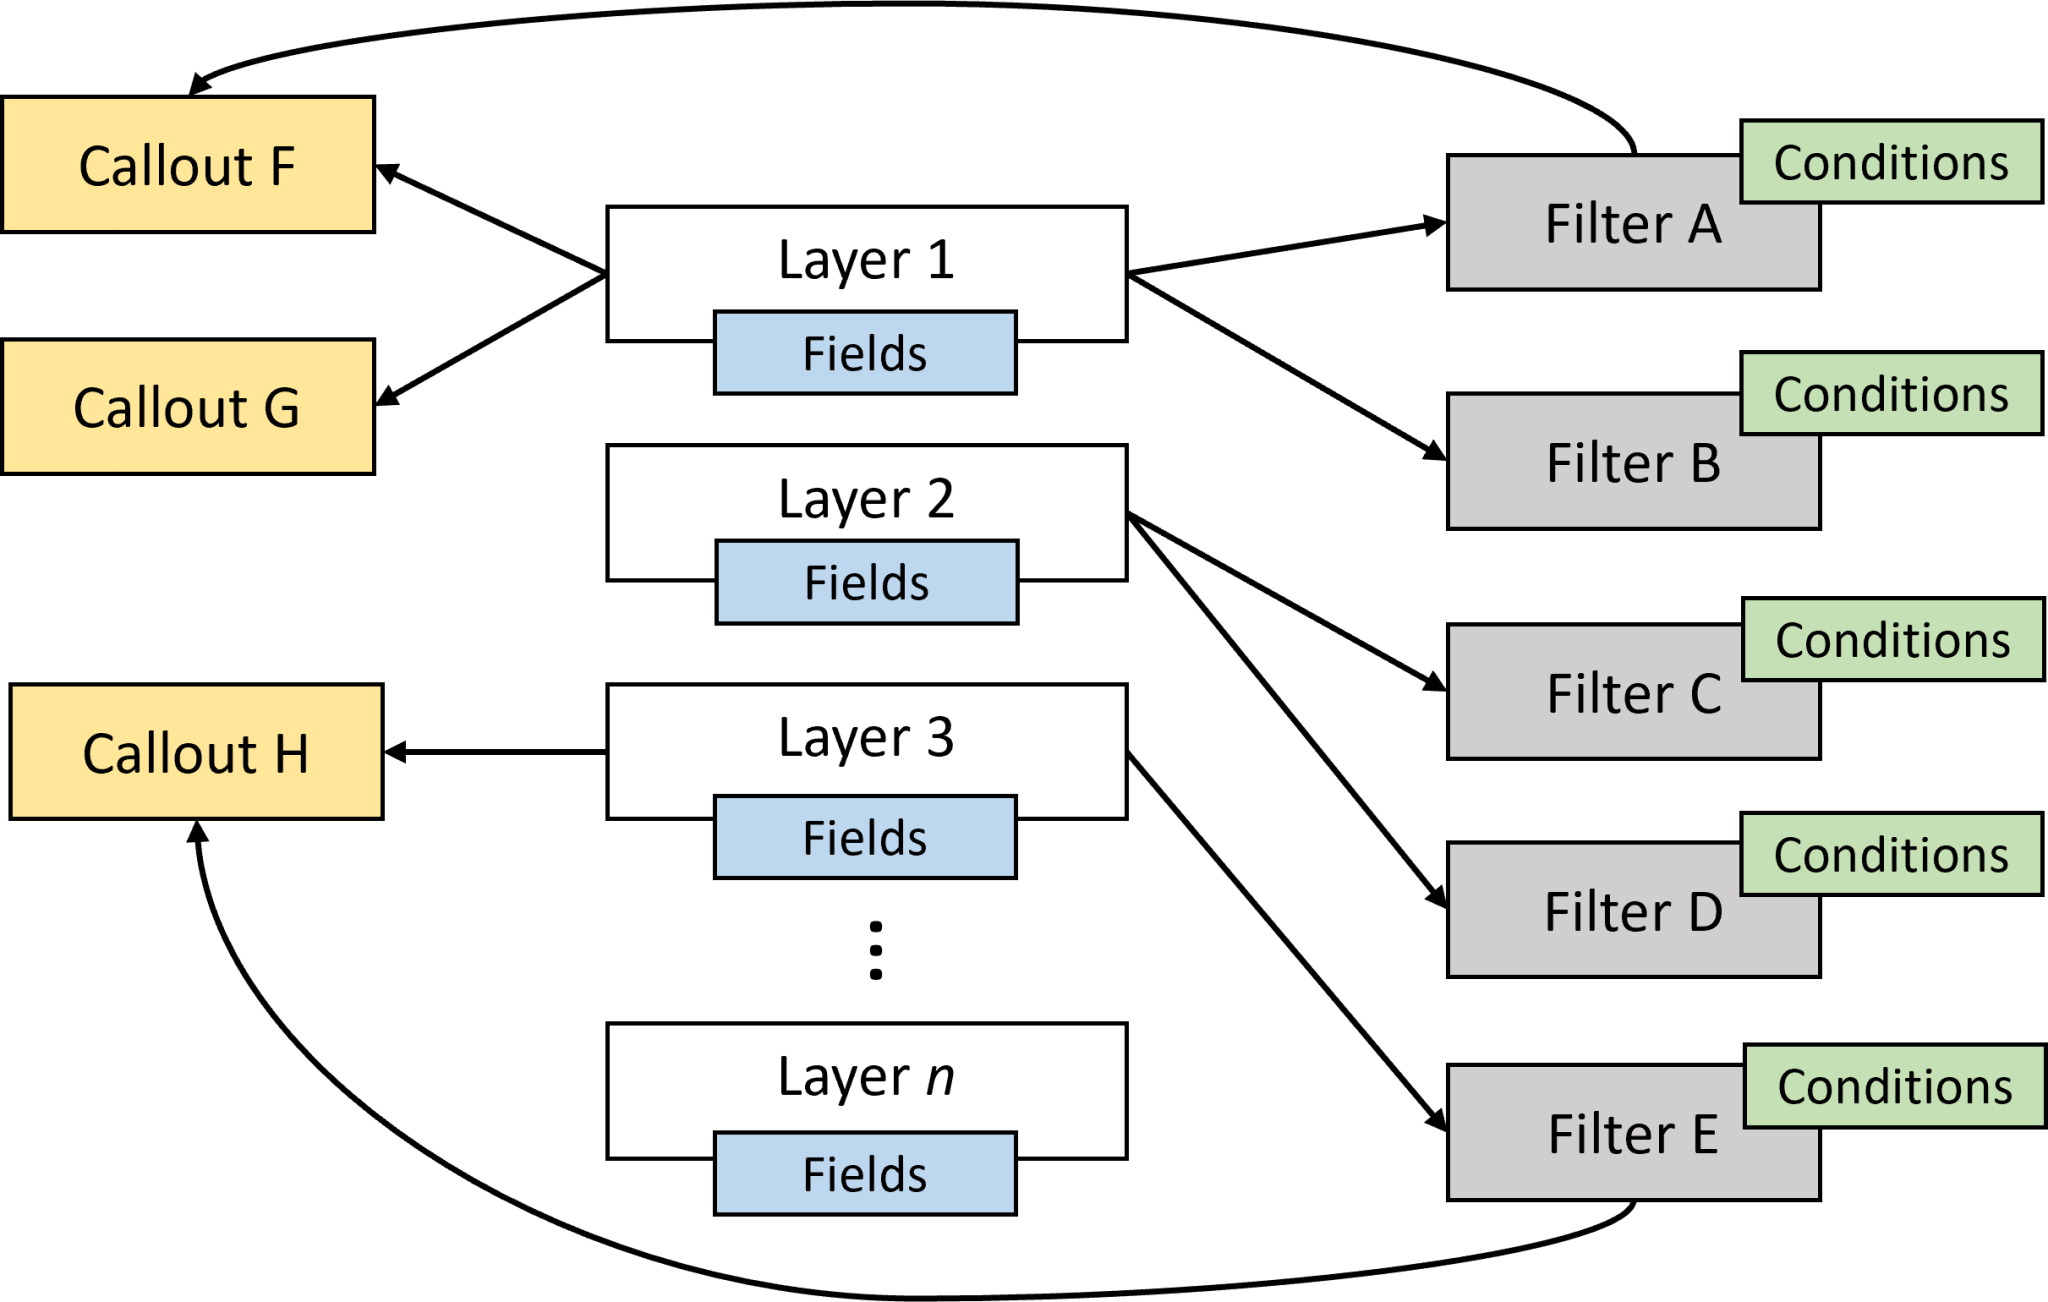 Callout F
Callout G
Callout H
Layer 1
Fields
Layer 2
Fields
Layer 3
Fields
Layer n
Fields
Conditions
Filter A
Conditions
Filter B
Conditions
Filter C
Conditions
Filter D
Conditions
Filter E